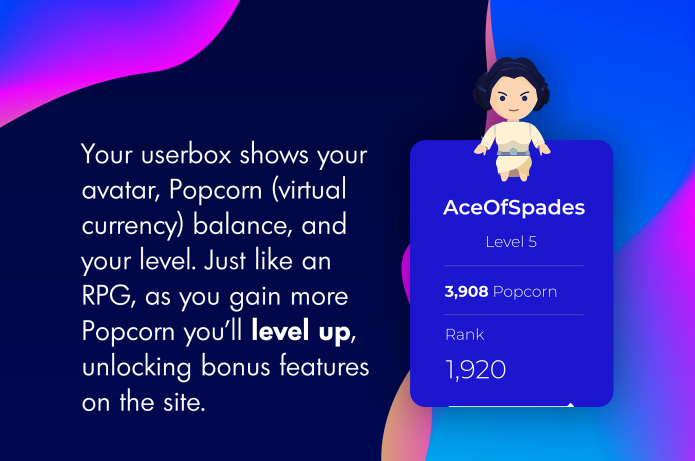 Your userbox shows your
avatar, Popcorn (virtual
currency) balance, and
your level. Just like an
RPG, as you gain more
Popcorn you'll level up,
unlocking bonus features
on the site.
AceOfSpades
Level 5
3,908 Popcorn
Rank
1,920